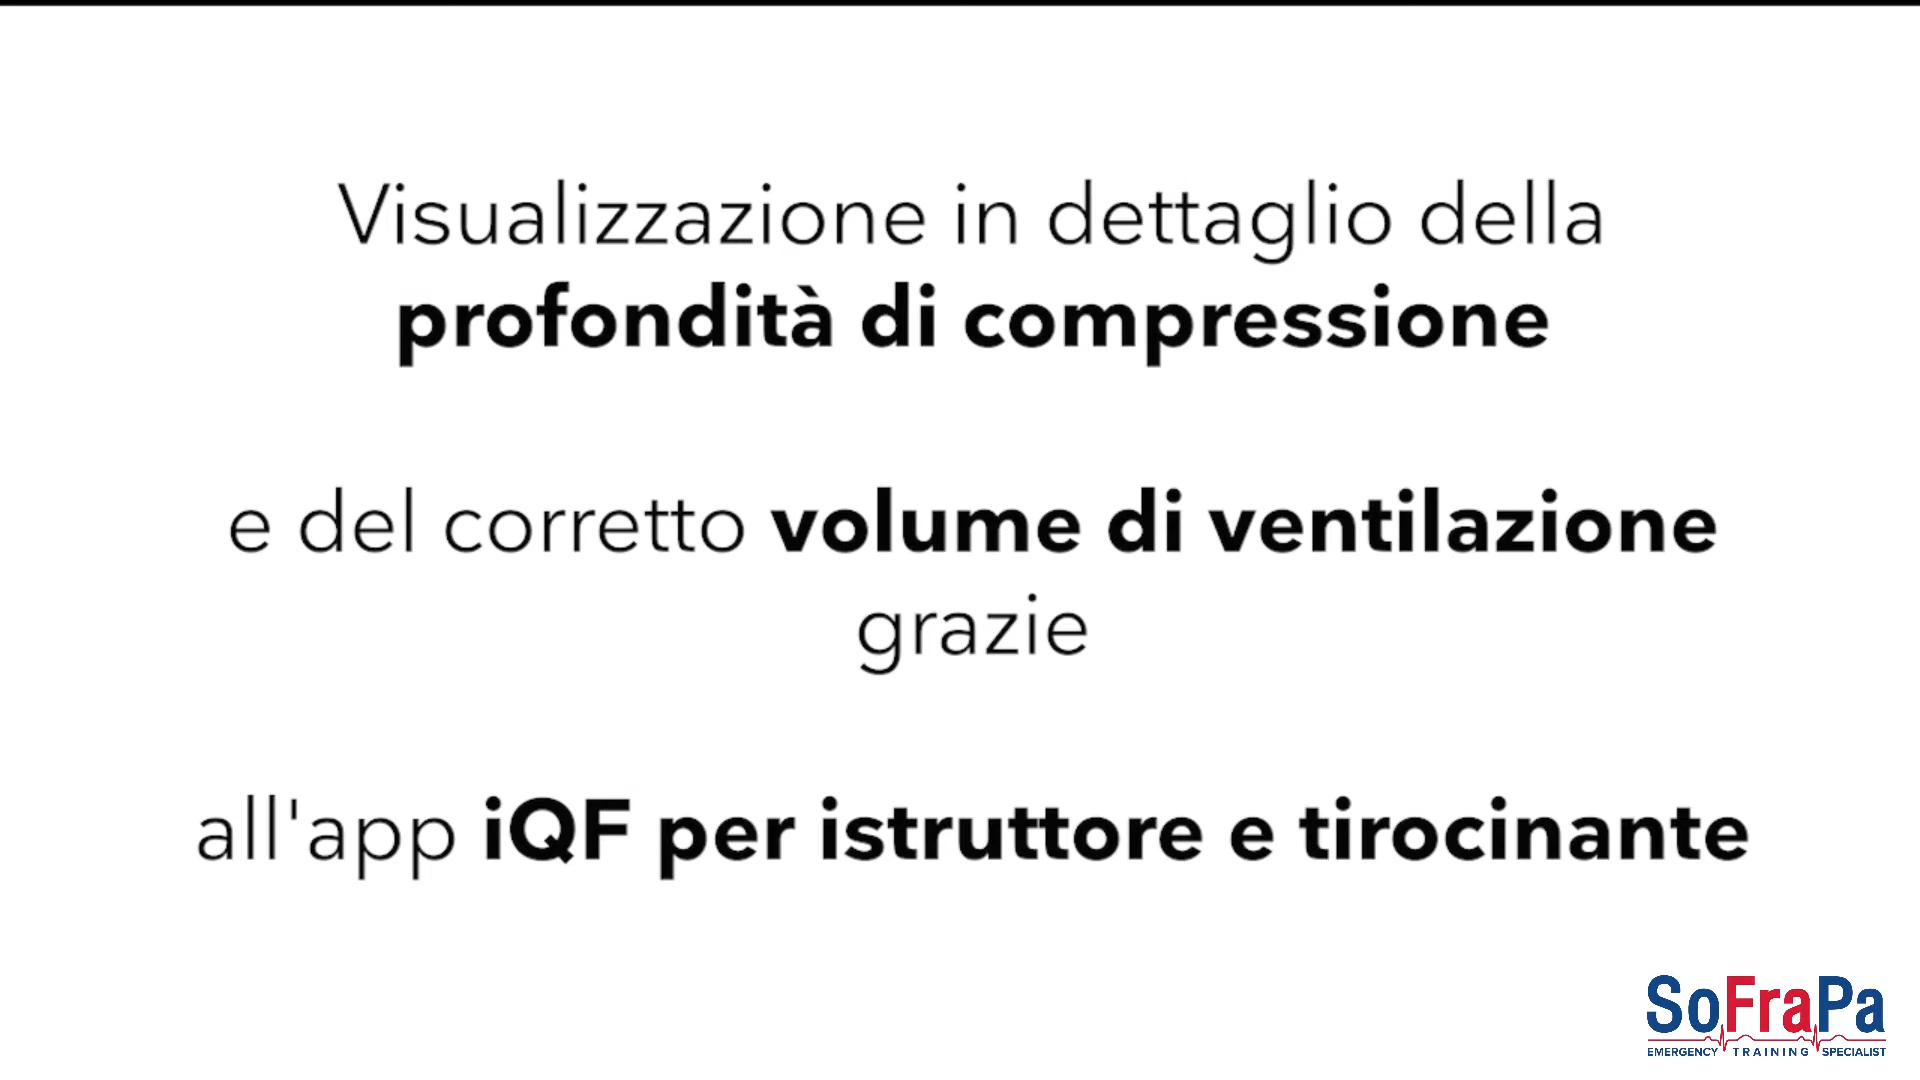 Visualizzazione in dettaglio della
profondità di compressione
e del corretto volume di ventilazione
grazie
all'app iQF per istruttore e tirocinante
SoFraPa
EMERGENCY TRAINING SPECIALIST